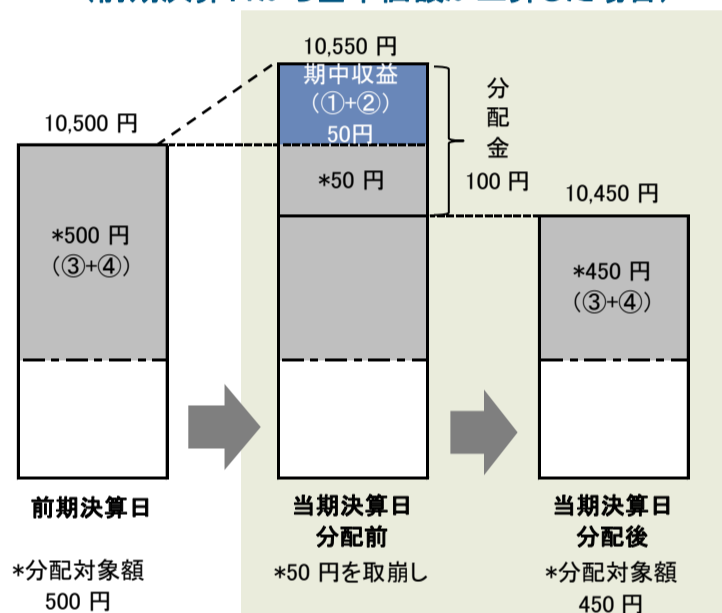 10,500 円
*500 円
(③+④)
前期決算日
*分配対象額
500 円
10,550 円
期中収益
(①+②)
50円
*50 円
分配金
100 円
当期決算日
分配前
*50 円を取崩し
10,450 円
*450 円
(③+④)
当期決算日
分配後
*分配対象額
450 円